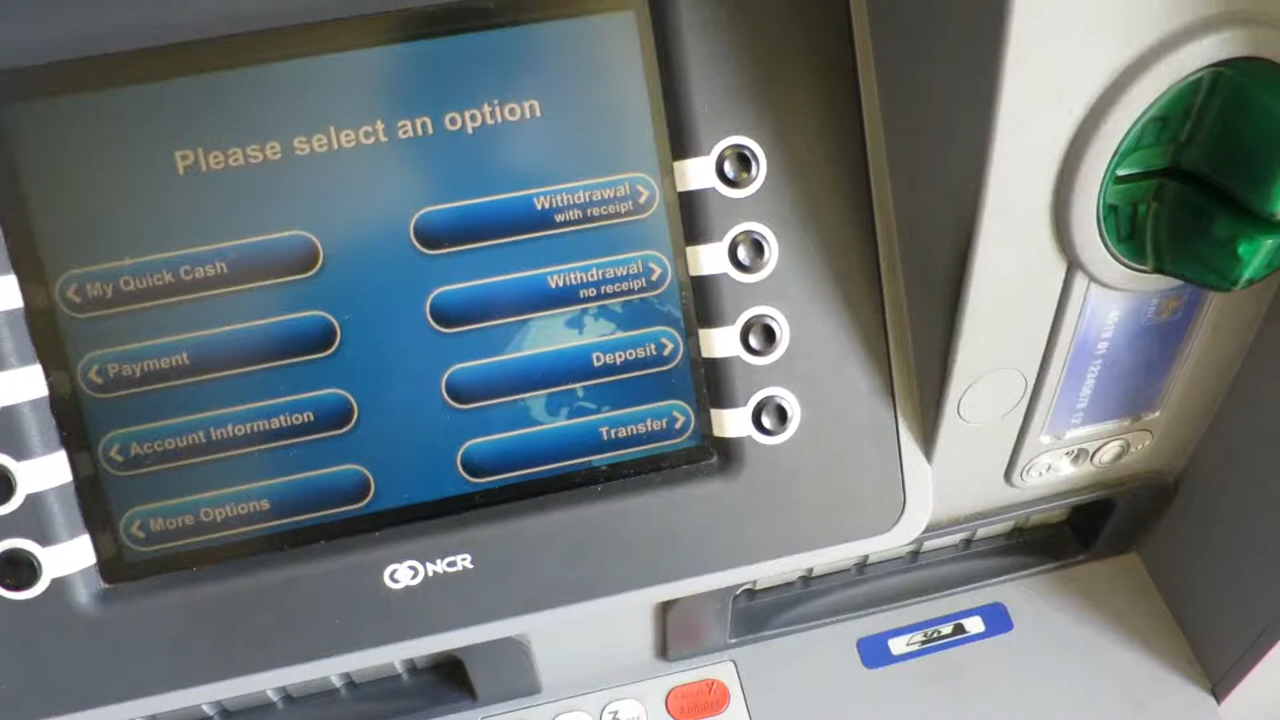 Please select an option
Withdrawal
with receipt
My Quick Cash
Withdrawal
no receipt
Payment
Deposit
Account Information
Transfer
More Options
NCR
3
Annuler